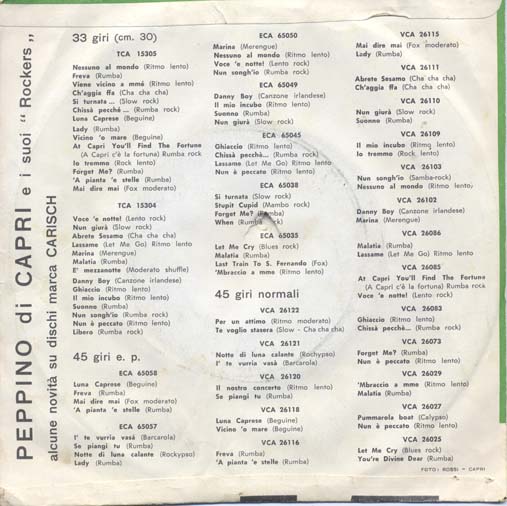 PEPPINO di CAPRI e i suoi “Rockers„
alcune novità su dischi marca CARISCH
33 giri (cm. 30)
TCA 15305
Nessuno al mondo (Ritmo lento)
Freva (Rumba)
Viene vicino a mmé (Ritmo lento)
Ch'aggia ffa (Cha cha cha)
Si turnata ... (Slow rock)
Chissà pecché ... (Rumba rock)
Luna Caprese (Beguine)
Lady (Rumba)
Vicino 'o mare (Beguine)
At Capri You'll Find The Fortune
(A Capri c'è la fortuna) Rumba rock
Io tremmo (Rock lento)
Forget Me? (Rumba)
'A pianta 'e stelle (Rumba)
Mai dire mai (Fox moderato)
TCA 15304
Voce 'e notte! (Lento rock)
Nun giurà (Slow rock)
Abrete Sesamo (Cha cha cha)
Lassame (Let Me Go) Ritmo lento
Marina (Merengue)
Malatia (Rumba)
E' mezzanotte (Moderato shuffle)
Danny Boy (Canzone irlandese)
Ghiaccio (Ritmo lento)
Il mio incubo (Ritmo lento)
Suonno (Rumba)
Nun songh'io (Rumba rock)
Nun è peccato (Ritmo lento)
Libero (Rumba rock)
45 giri e. p.
ECA 65058
Luna Caprese (Beguine)
Freva (Rumba)
Mai dire mai (Fox moderato)
'A pianta 'e stelle (Rumba)
ECA 65057
I' te vurria vasà (Barcarola)
Se piangi tu (Rumba)
Notte di luna calante (Rockypso)
Lady (Rumba)
ECA 65050
Marina (Merengue)
Nessuno al mondo (Ritmo lento)
Voce 'e notte! (Lento rock)
Nun songh'io (Rumba rock)
ECA 65049
Danny Boy (Canzone irlandese)
Il mio incubo (Ritmo lento)
Suonno (Rumba)
Nun giurà (Slow rock)
ECA 65045
Ghiaccio (Ritmo lento)
Chissà pecchè... (Rumba rock)
Lassame (Let Me Go) Ritmo lento
Nun è peccato (Ritmo lento)
ECA 65038
Si turnata (Slow rock)
Stupit Cupid (Mambo rock)
Forget Me? (Rumba)
When (Rumba rock)
ECA 65035
Let Me Cry (Blues rock)
Malatia (Rumba)
Last Train To S. Fernando (Fox)
'Mbraccio a mme (Ritmo lento)
45 giri normali
VCA 26122
Per un attimo (Ritmo moderato)
Te voglio stasera (Slow - Cha cha cha)
VCA 26121
Notte di luna calante (Rochypso)
I' te vurria vasà (Barcarola)
VCA 26120
Il nostro concerto (Ritmo lento)
Se piangi tu (Rumba)
VCA 26118
Luna Caprese (Beguine)
Vicino 'o mare (Beguine)
VCA 26116
Freva (Rumba)
'A pianta 'e stelle (Rumba)
VCA 26115
Mai dire mai (Fox moderato)
Lady (Rumba)
VCA 26111
Abrete Sesamo (Cha cha cha)
Ch'aggia ffa (Cha cha cha)
VCA 26110
Nun giurà (Slow rock)
Suonno (Rumba)
VCA 26109
Il mio incubo (Ritmo lento)
Io tremmo (Rock lento)
VCA 26103
Nun songh'io (Samba-rock)
Nessuno al mondo (Ritmo lento)
VCA 26102
Danny Boy (Canzone irlandese)
Marina (Merengue)
VCA 26086
Malatia (Rumba)
Lassame (Let Me Go) Ritmo lento
VCA 26085
At Capri You'll Find The Fortune
(A Capri c'è la fortuna) Rumba rock
Voce 'e notte! (Lento rock)
VCA 26083
Ghiaccio (Ritmo lento)
Chissà pecchè... (Rumba rock)
VCA 26073
Forget Me? (Rumba)
Nun è peccato (Ritmo lento)
VCA 26029
'Mbraccio a mme (Ritmo lento)
Malatia (Rumba)
VCA 26027
Pummarola boat (Calypso)
Nun è peccato (Ritmo lento)
VCA 26025
Let Me Cry (Blues rock)
You're Divine Dear (Rumba)
FOTO: ROSSI - CAPRI